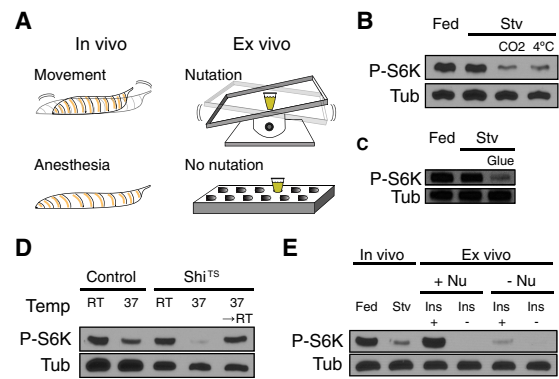 A
In vivo
Ex vivo
Movement
Nutation
Anesthesia
No nutation
B
Fed
Stv
CO2
4ºC
P-S6K
Tub
C
Fed
Stv
Glue
P-S6K
Tub
D
Control
Shi^TS
Temp
RT
37
RT
37
37
→RT
P-S6K
Tub
E
In vivo
Ex vivo
+ Nu
- Nu
Fed
Stv
Ins
Ins
Ins
Ins
+
-
+
-
P-S6K
Tub